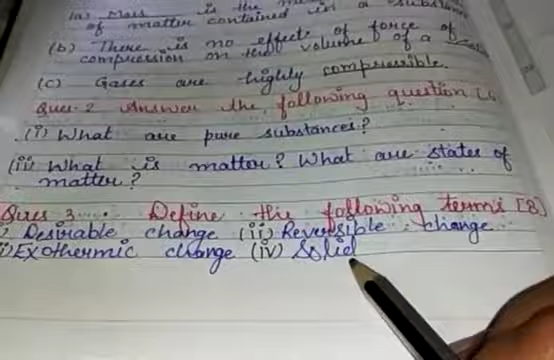 (a) Mass is the
of matter contained in a substance
(b) There is no effect of force of
compression on the volume of a
(c) Gases are highly compressible.
Ques-2 Answer the following question [6
(i) What are pure substances?
(ii) What is matter? What are states of
matter?
Ques 3 Define the following terms [8]
Desirable change (ii) Reversible change
i) Exothermic change (iv) Solid